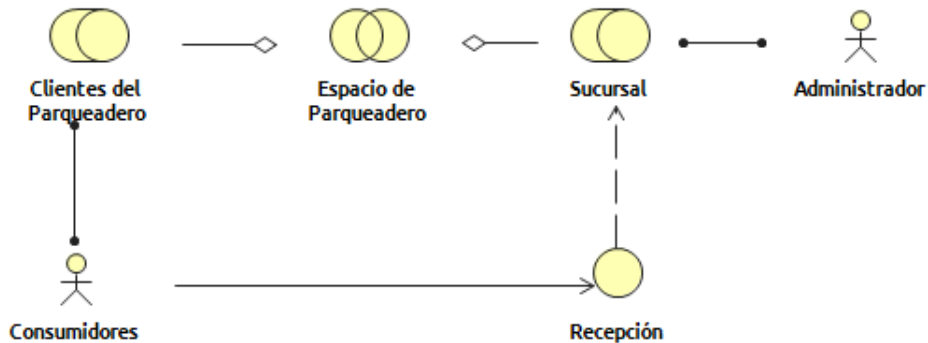 Clientes del
Parqueadero
Espacio de
Parqueadero
Sucursal
Administrador
Consumidores
Recepción